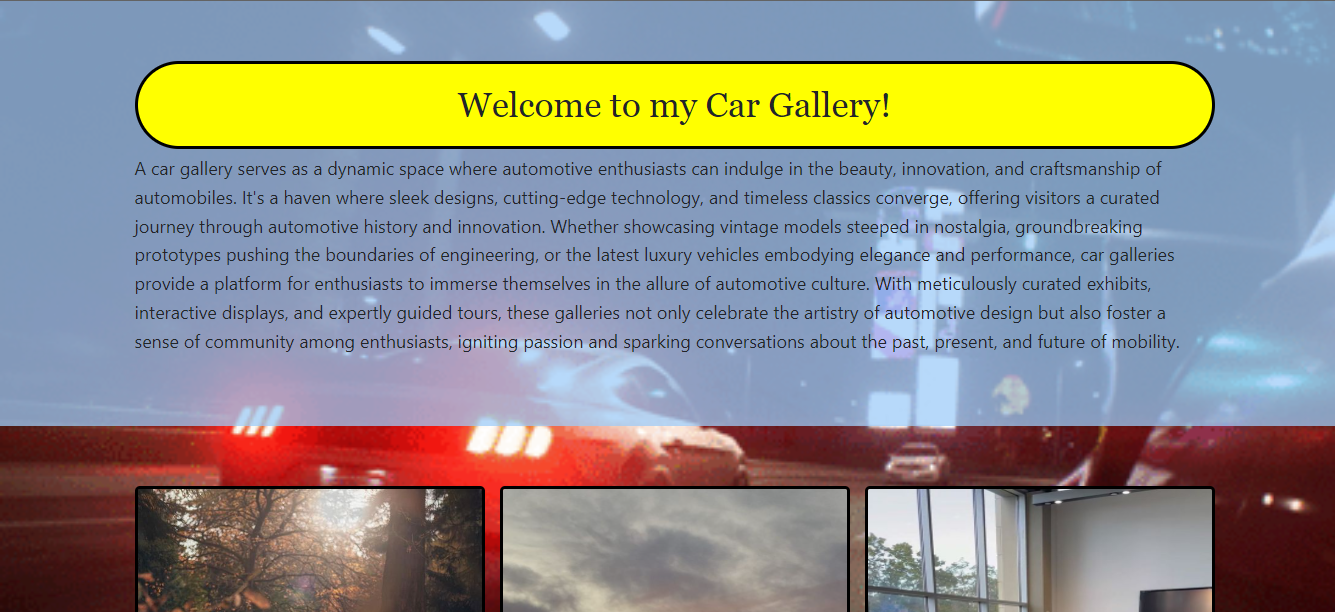 Welcome to my Car Gallery!
A car gallery serves as a dynamic space where automotive enthusiasts can indulge in the beauty, innovation, and craftsmanship of
automobiles. It's a haven where sleek designs, cutting-edge technology, and timeless classics converge, offering visitors a curated
journey through automotive history and innovation. Whether showcasing vintage models steeped in nostalgia, groundbreaking
prototypes pushing the boundaries of engineering, or the latest luxury vehicles embodying elegance and performance, car galleries
provide a platform for enthusiasts to immerse themselves in the allure of automotive culture. With meticulously curated exhibits,
interactive displays, and expertly guided tours, these galleries not only celebrate the artistry of automotive design but also foster a
sense of community among enthusiasts, igniting passion and sparking conversations about the past, present, and future of mobility.